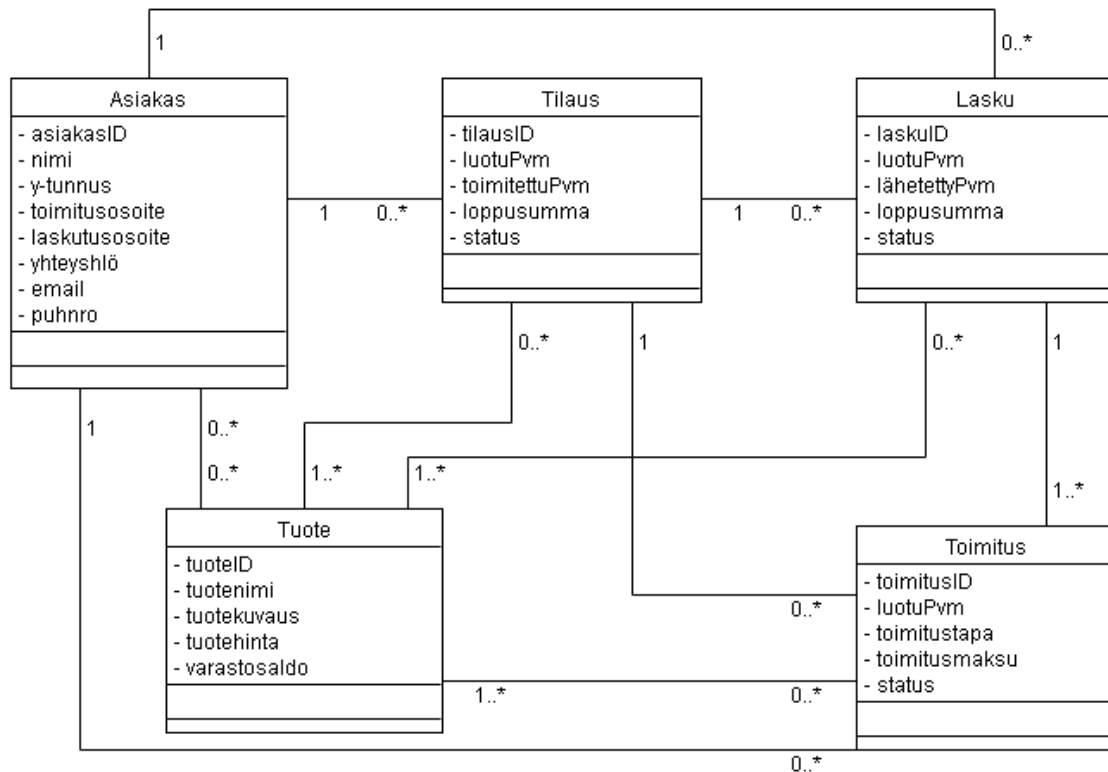 1
0..*
Asiakas
- asiakasID
- nimi
- y-tunnus
- toimitusosoite
- laskutusosoite
- yhteyshlö
- email
- puhnro
Tilaus
- tilausID
- luotuPvm
- toimitettuPvm
- loppusumma
- status
Lasku
- laskuID
- luotuPvm
- lähetettyPvm
- loppusumma
- status
1
0..*
1
0..*
0..*
1
0..*
1
1
0..*
0..*
1..*
1..*
1..*
Tuote
- tuoteID
- tuotenimi
- tuotekuvaus
- tuotehinta
- varastosaldo
Toimitus
- toimitusID
- luotuPvm
- toimitustapa
- toimitusmaksu
- status
0..*
1..*
0..*
0..*